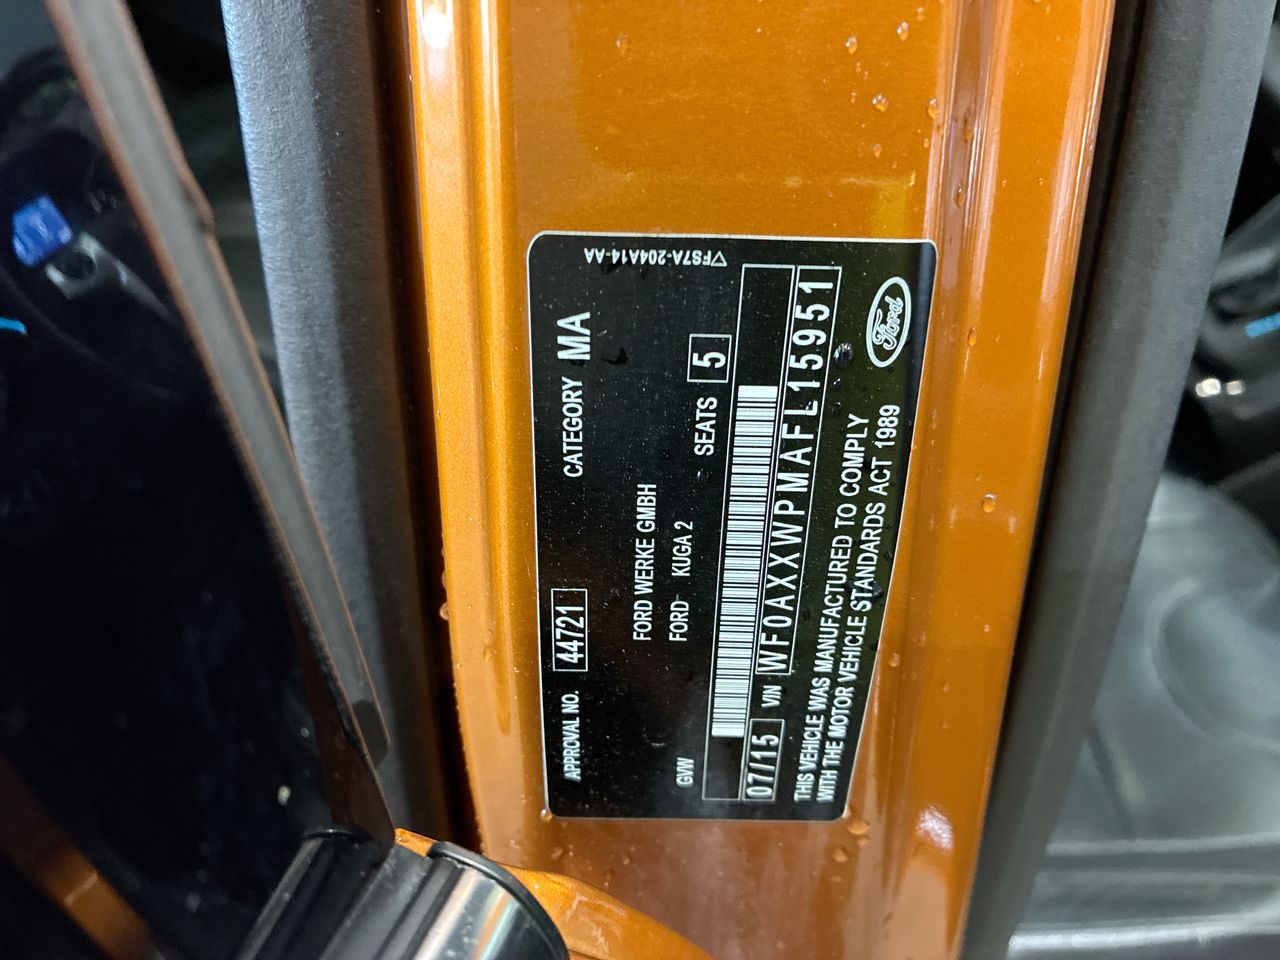 APPROVAL NO. 44721 CATEGORY MA
FORD WERKE GMBH
FORD KUGA 2
GVW SEATS 5
07/15 VIN WF0AXXWPMAFL15951
THIS VEHICLE WAS MANUFACTURED TO COMPLY
WITH THE MOTOR VEHICLE STANDARDS ACT 1989
Ford
▽FS7A-204A14-AA